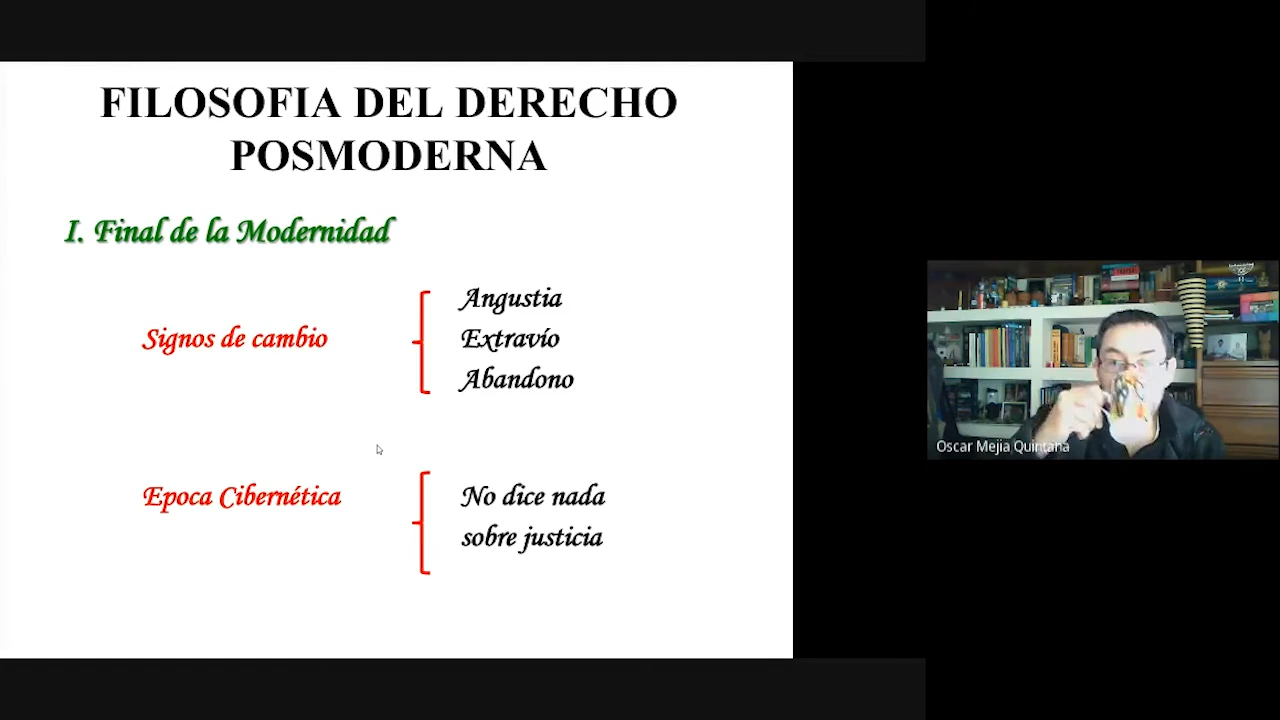 FILOSOFIA DEL DERECHO
POSMODERNA
I. Final de la Modernidad
Signos de cambio
Angustia
Extravío
Abandono
Epoca Cibernética
No dice nada
sobre justicia
Oscar Mejia Quintana